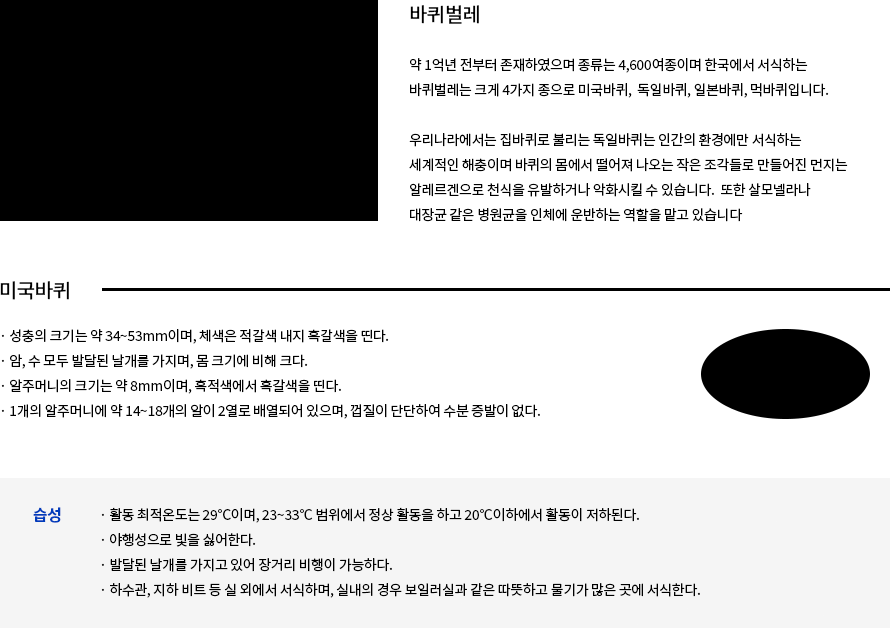 바퀴벌레
약 1억년 전부터 존재하였으며 종류는 4,600여종이며 한국에서 서식하는
바퀴벌레는 크게 4가지 종으로 미국바퀴, 독일바퀴, 일본바퀴, 먹바퀴입니다.
우리나라에서는 집바퀴로 불리는 독일바퀴는 인간의 환경에만 서식하는
세계적인 해충이며 바퀴의 몸에서 떨어져 나오는 작은 조각들로 만들어진 먼지는
알레르겐으로 천식을 유발하거나 악화시킬 수 있습니다. 또한 살모넬라나
대장균 같은 병원균을 인체에 운반하는 역할을 맡고 있습니다
미국바퀴
· 성충의 크기는 약 34~53mm이며, 체색은 적갈색 내지 흑갈색을 띤다.
· 암, 수 모두 발달된 날개를 가지며, 몸 크기에 비해 크다.
· 알주머니의 크기는 약 8mm이며, 흑적색에서 흑갈색을 띤다.
· 1개의 알주머니에 약 14~18개의 알이 2열로 배열되어 있으며, 껍질이 단단하여 수분 증발이 없다.
습성
· 활동 최적온도는 29℃이며, 23~33℃ 범위에서 정상 활동을 하고 20℃이하에서 활동이 저하된다.
· 야행성으로 빛을 싫어한다.
· 발달된 날개를 가지고 있어 장거리 비행이 가능하다.
· 하수관, 지하 비트 등 실 외에서 서식하며, 실내의 경우 보일러실과 같은 따뜻하고 물기가 많은 곳에 서식한다.